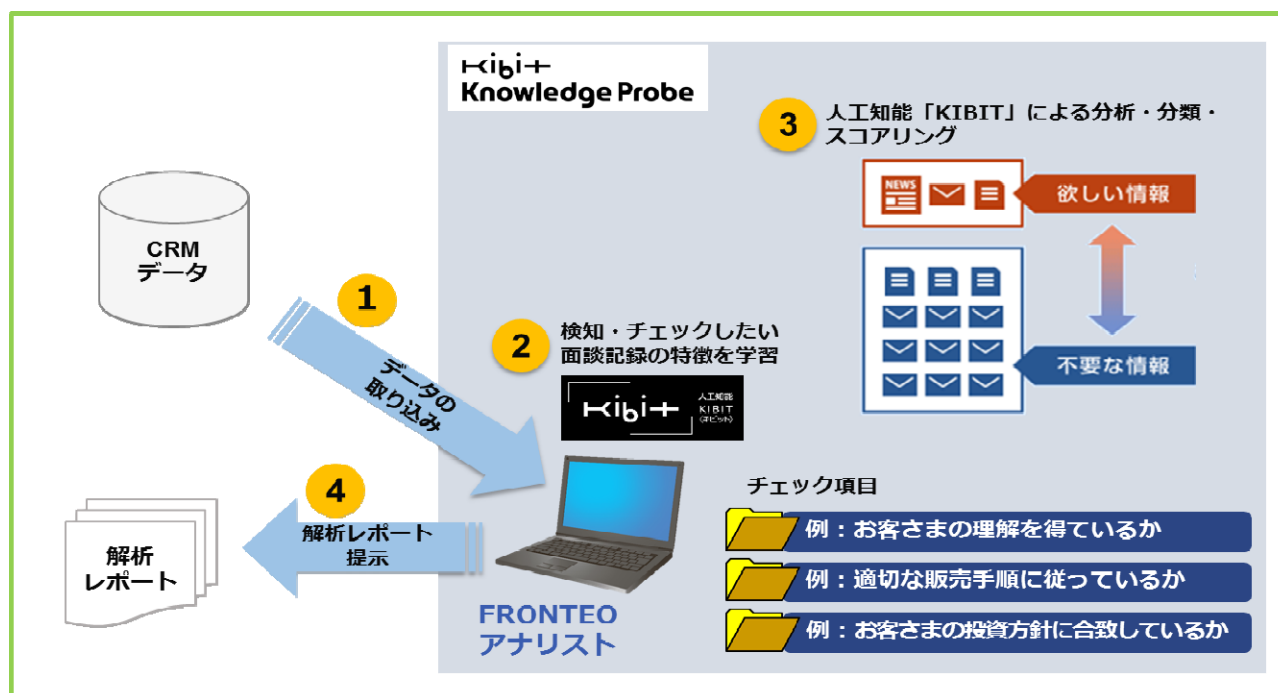 Kibit
Knowledge Probe
3
人工知能「KIBIT」による分析・分類・
スコアリング
NEWS
欲しい情報
不要な情報
CRM
データ
1
データの
取り込み
2
検知・チェックしたい
面談記録の特徴を学習
Kibit
人工知能
KIBIT
(キビット)
チェック項目
例：お客さまの理解を得ているか
例：適切な販売手順に従っているか
例：お客さまの投資方針に合致しているか
FRONTEO
アナリスト
4
解析レポート
提示
解析
レポート